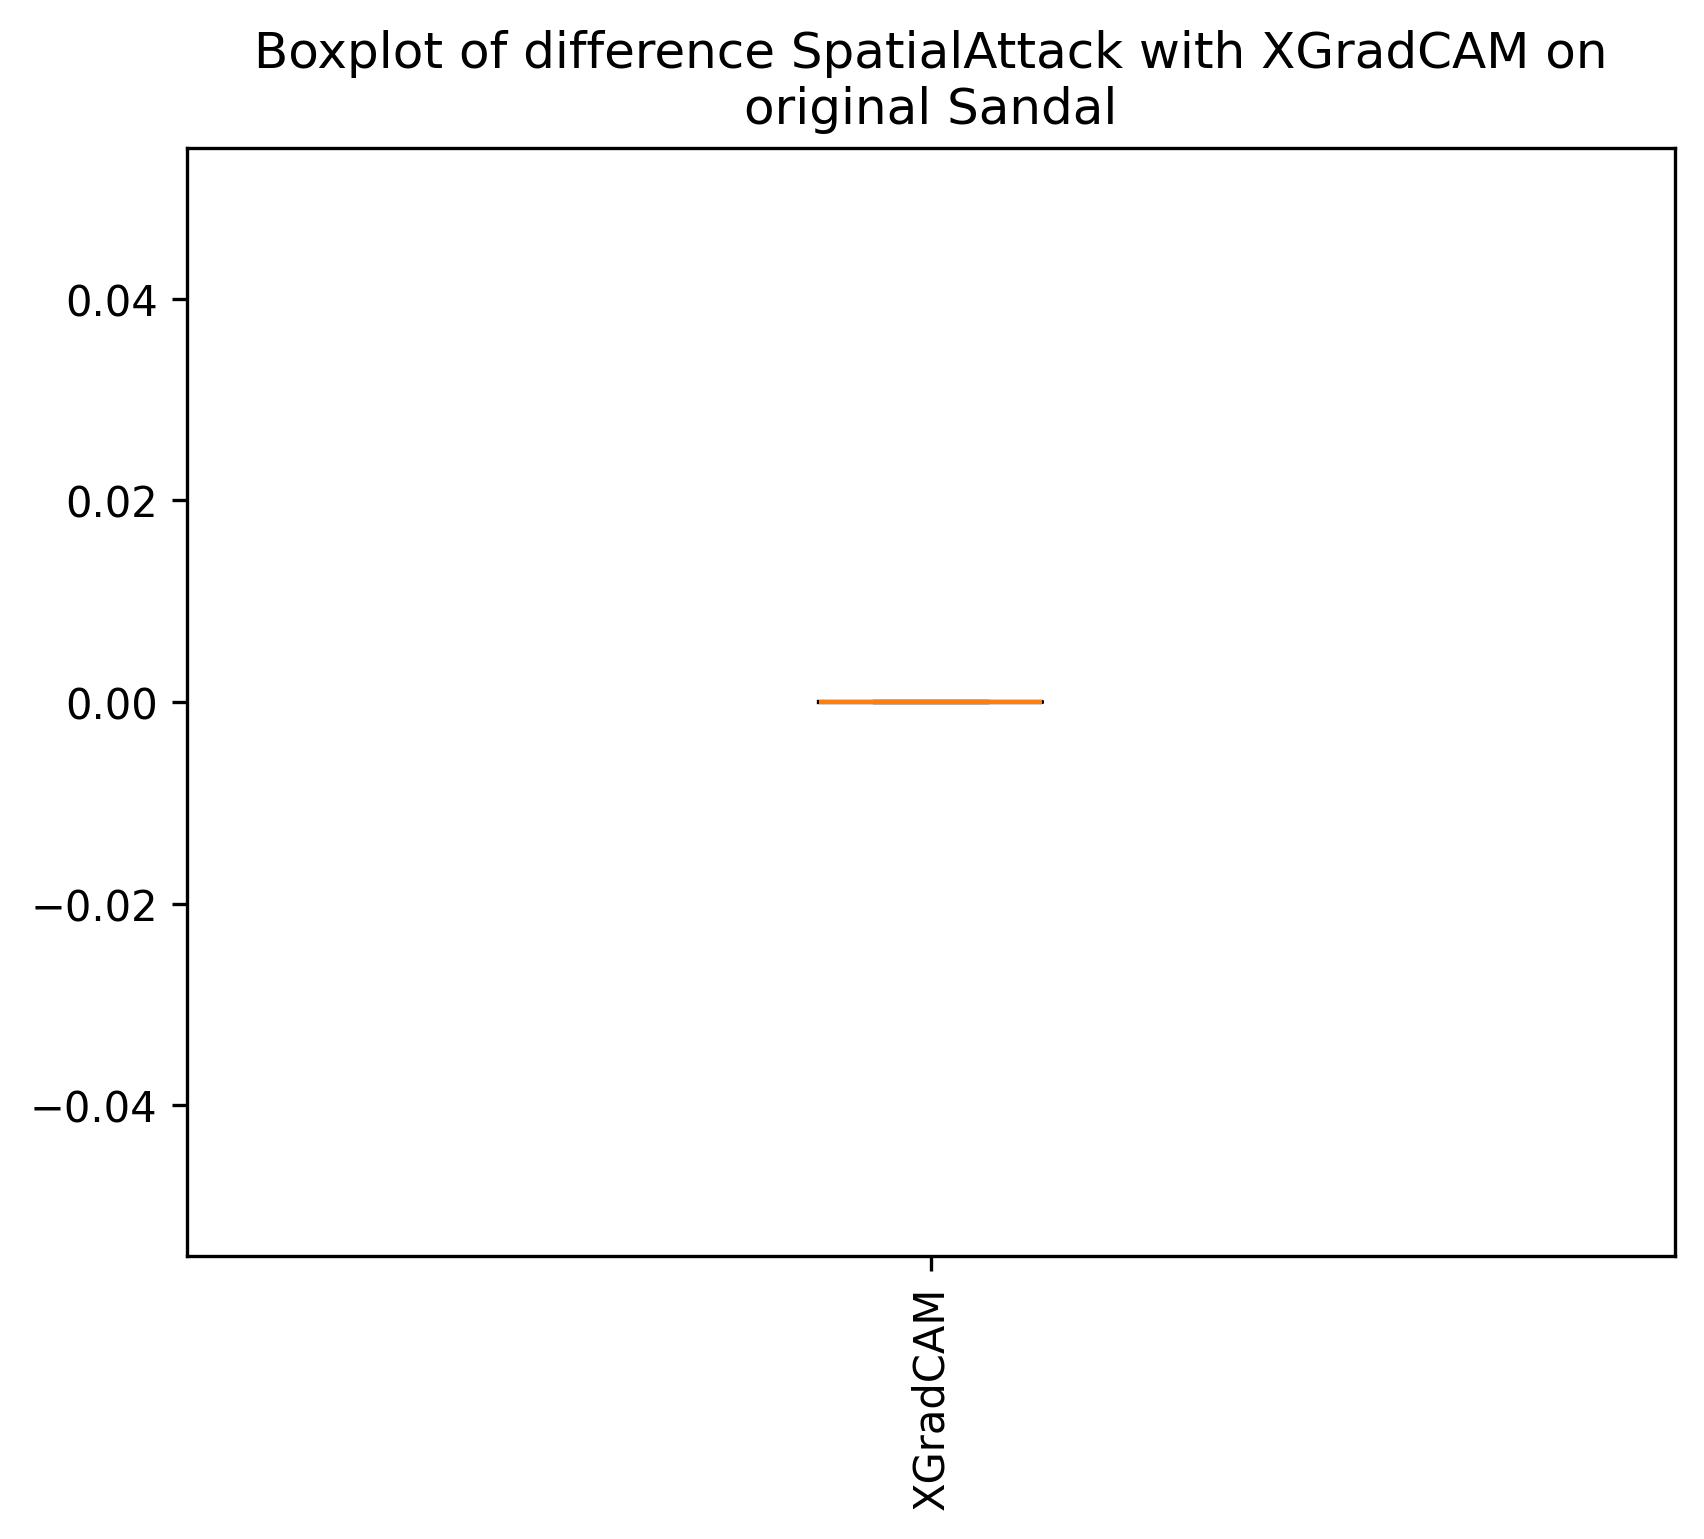 Boxplot of difference SpatialAttack with XGradCAM on
original Sandal
0.04
0.02
0.00
−0.02
−0.04
XGradCAM